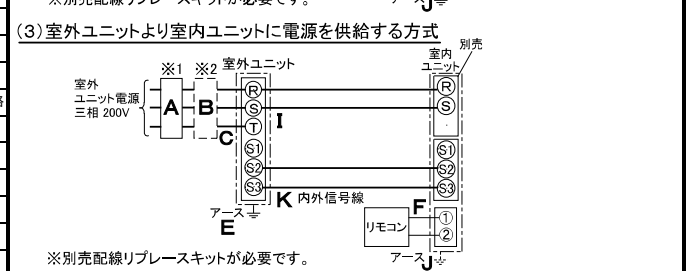 ※別売配線リプレースキットが必要です。
アース J
(3)室外ユニットより室内ユニットに電源を供給する方式
別売
※1 ※2 室外ユニット
室内
ユニット
室外
ユニット電源
三相 200V
A B C
R S T S1 S2 S3
I
R S S1 S2 S3
K 内外信号線
アース
E
リモコン
F
① ②
アース J
※別売配線リプレースキットが必要です。